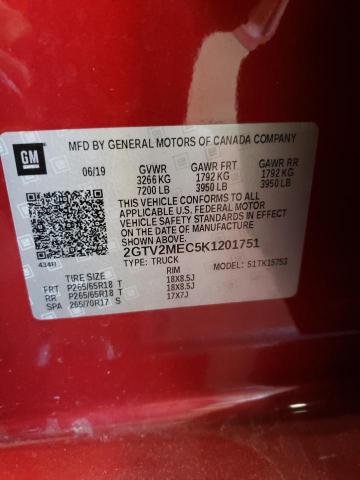 MFD BY GENERAL MOTORS OF CANADA COMPANY
GM
06/19 GVWR GAWR FRT GAWR RR
3266 KG 1792 KG 1792 KG
7200 LB 3950 LB 3950 LB
THIS VEHICLE CONFORMS TO ALL
APPLICABLE U.S. FEDERAL MOTOR
VEHICLE SAFETY STANDARDS IN EFFECT
ON THE DATE OF MANUFACTURE
SHOWN ABOVE.
2GTV2MEC5K1201751
434R TYPE: TRUCK MODEL: 51TK15753
TIRE SIZE RIM
FRT P265/65R18 T 18X8.5J
RR P265/65R18 T 18X8.5J
SPA 265/70R17 S 17X7J